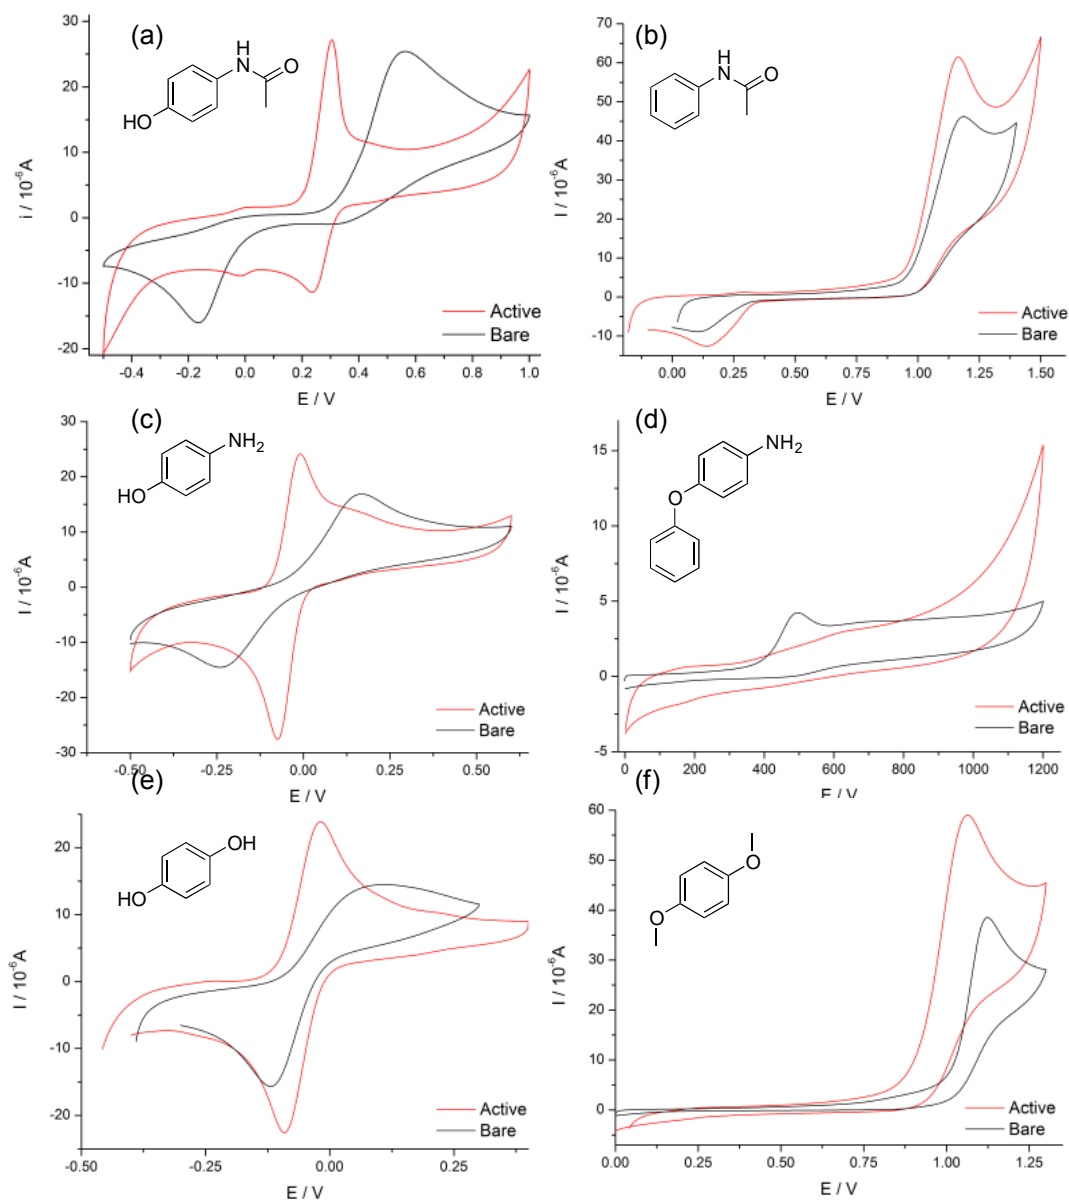 (a)
H
N
O
HO
i / 10⁻⁶A
30
20
10
0
-10
-20
-0.4 -0.2 0.0 0.2 0.4 0.6 0.8 1.0
E / V
Active
Bare
(b)
H
N
O
I / 10⁻⁶A
70
60
50
40
30
20
10
0
-10
0.00 0.25 0.50 0.75 1.00 1.25 1.50
E / V
Active
Bare
(c)
NH₂
HO
I / 10⁻⁶A
30
20
10
0
-10
-20
-30
-0.50 -0.25 0.00 0.25 0.50
E / V
Active
Bare
(d)
NH₂
O
I / 10⁻⁶A
15
10
5
0
-5
0 200 400 600 800 1000 1200
E / V
Active
Bare
(e)
OH
HO
I / 10⁻⁶A
20
10
0
-10
-20
-0.50 -0.25 0.00 0.25
E / V
Active
Bare
(f)
O
O
I / 10⁻⁶A
60
50
40
30
20
10
0
0.00 0.25 0.50 0.75 1.00 1.25
E / V
Active
Bare